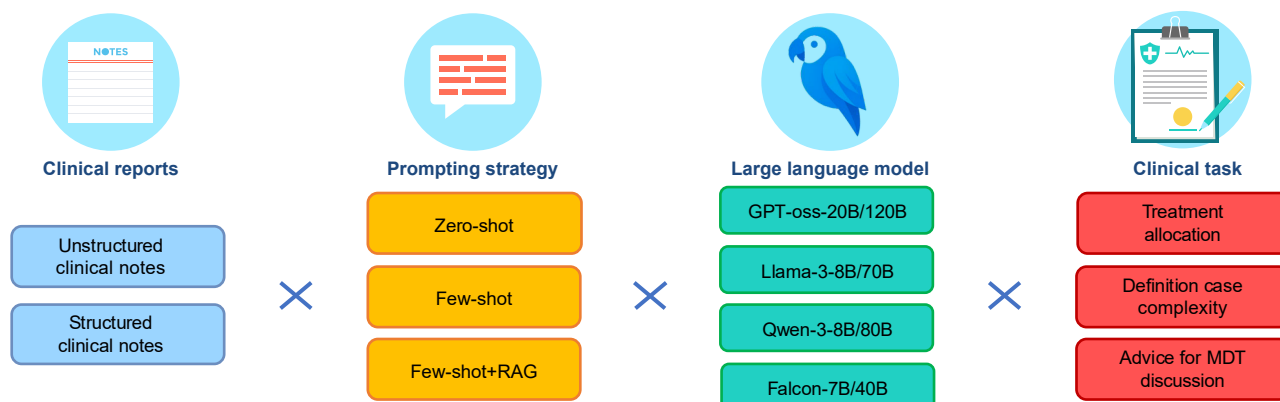 NOTES
Clinical reports
Unstructured
clinical notes
Structured
clinical notes
Prompting strategy
Zero-shot
Few-shot
Few-shot+RAG
Large language model
GPT-oss-20B/120B
Llama-3-8B/70B
Qwen-3-8B/80B
Falcon-7B/40B
Clinical task
Treatment
allocation
Definition case
complexity
Advice for MDT
discussion